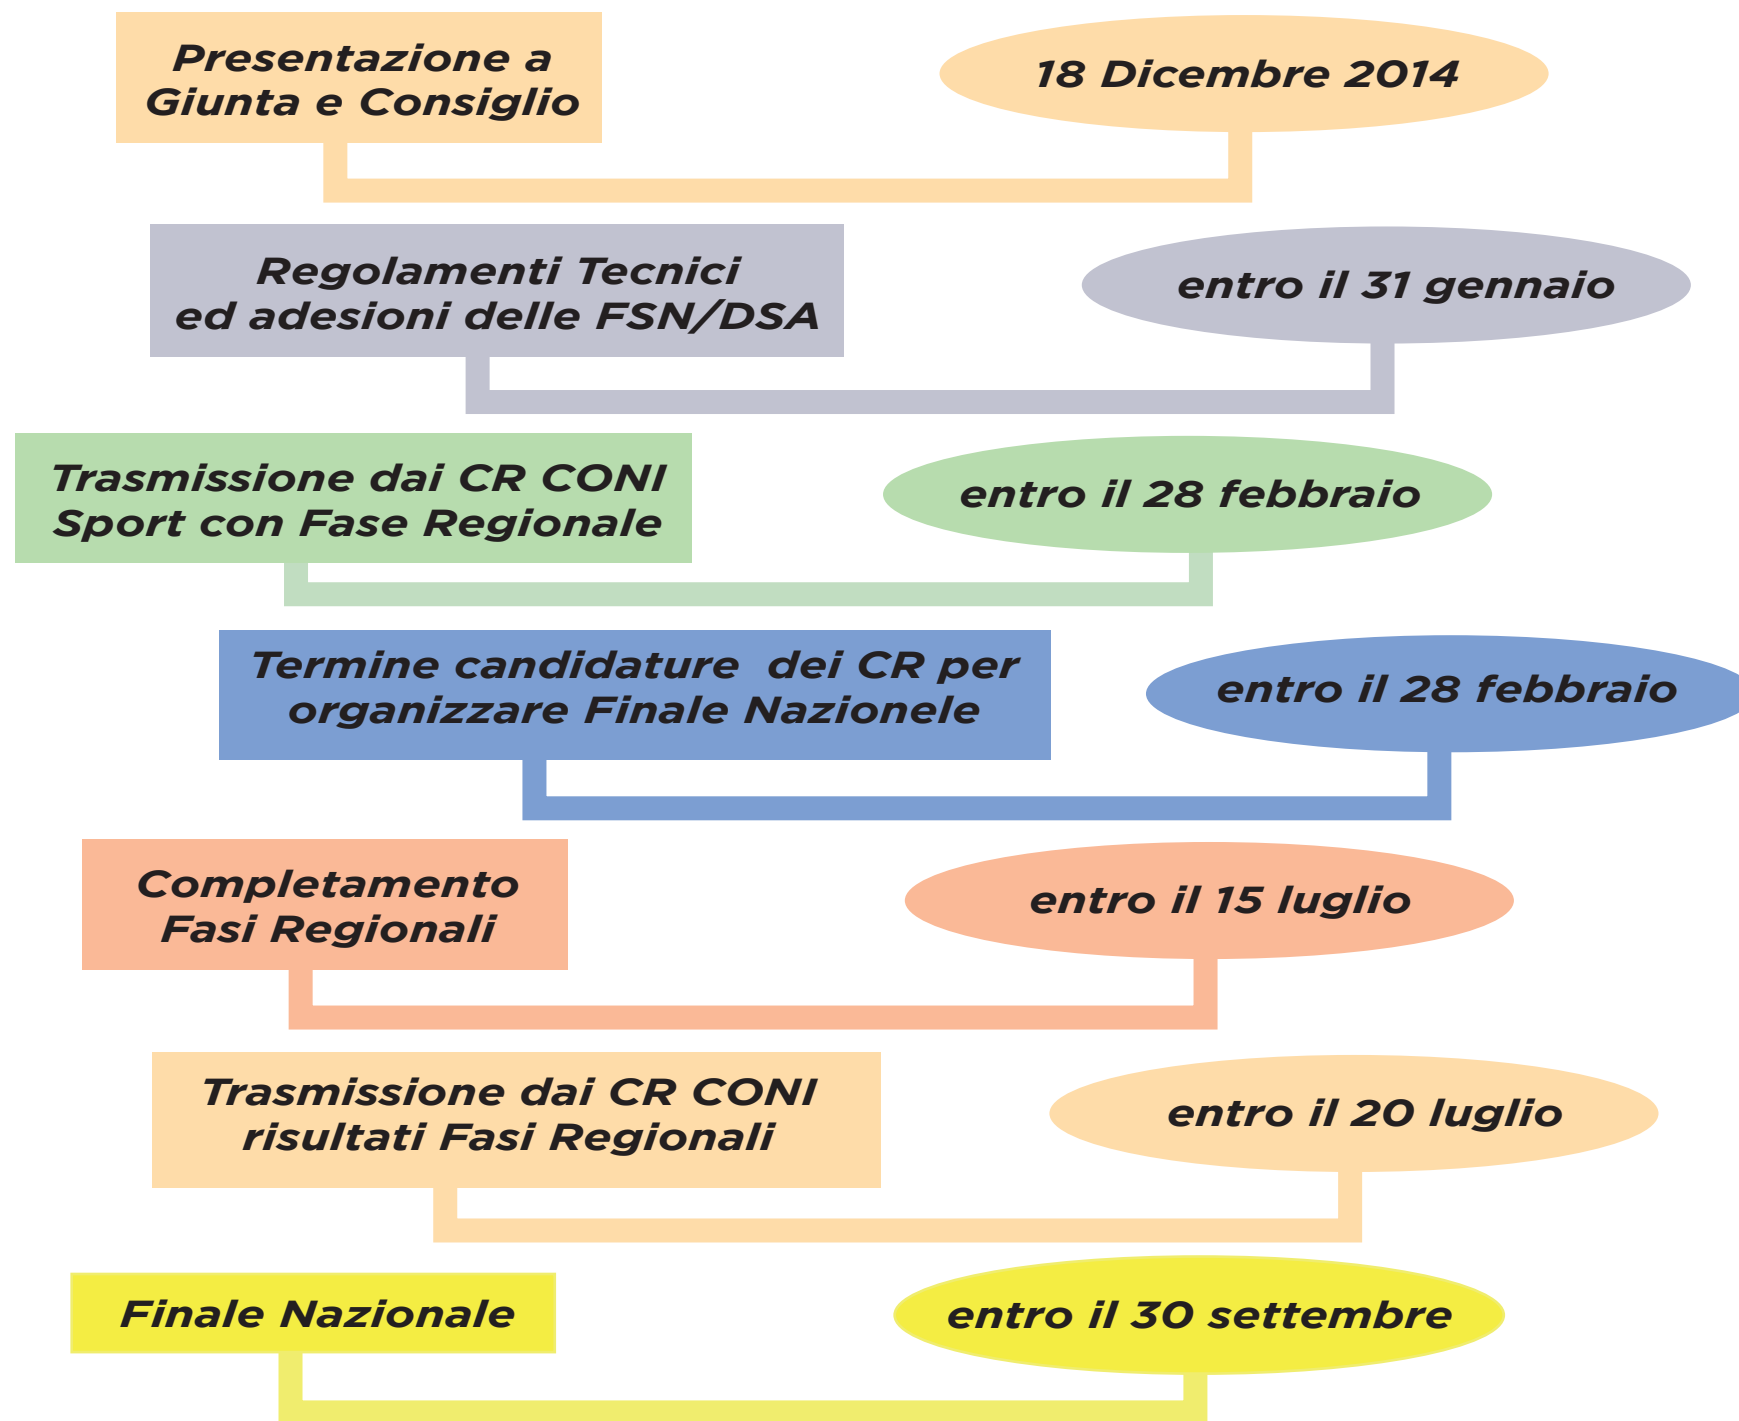 Presentazione a
Giunta e Consiglio
18 Dicembre 2014
Regolamenti Tecnici
ed adesioni delle FSN/DSA
entro il 31 gennaio
Trasmissione dai CR CONI
Sport con Fase Regionale
entro il 28 febbraio
Termine candidature dei CR per
organizzare Finale Nazionele
entro il 28 febbraio
Completamento
Fasi Regionali
entro il 15 luglio
Trasmissione dai CR CONI
risultati Fasi Regionali
entro il 20 luglio
Finale Nazionale
entro il 30 settembre